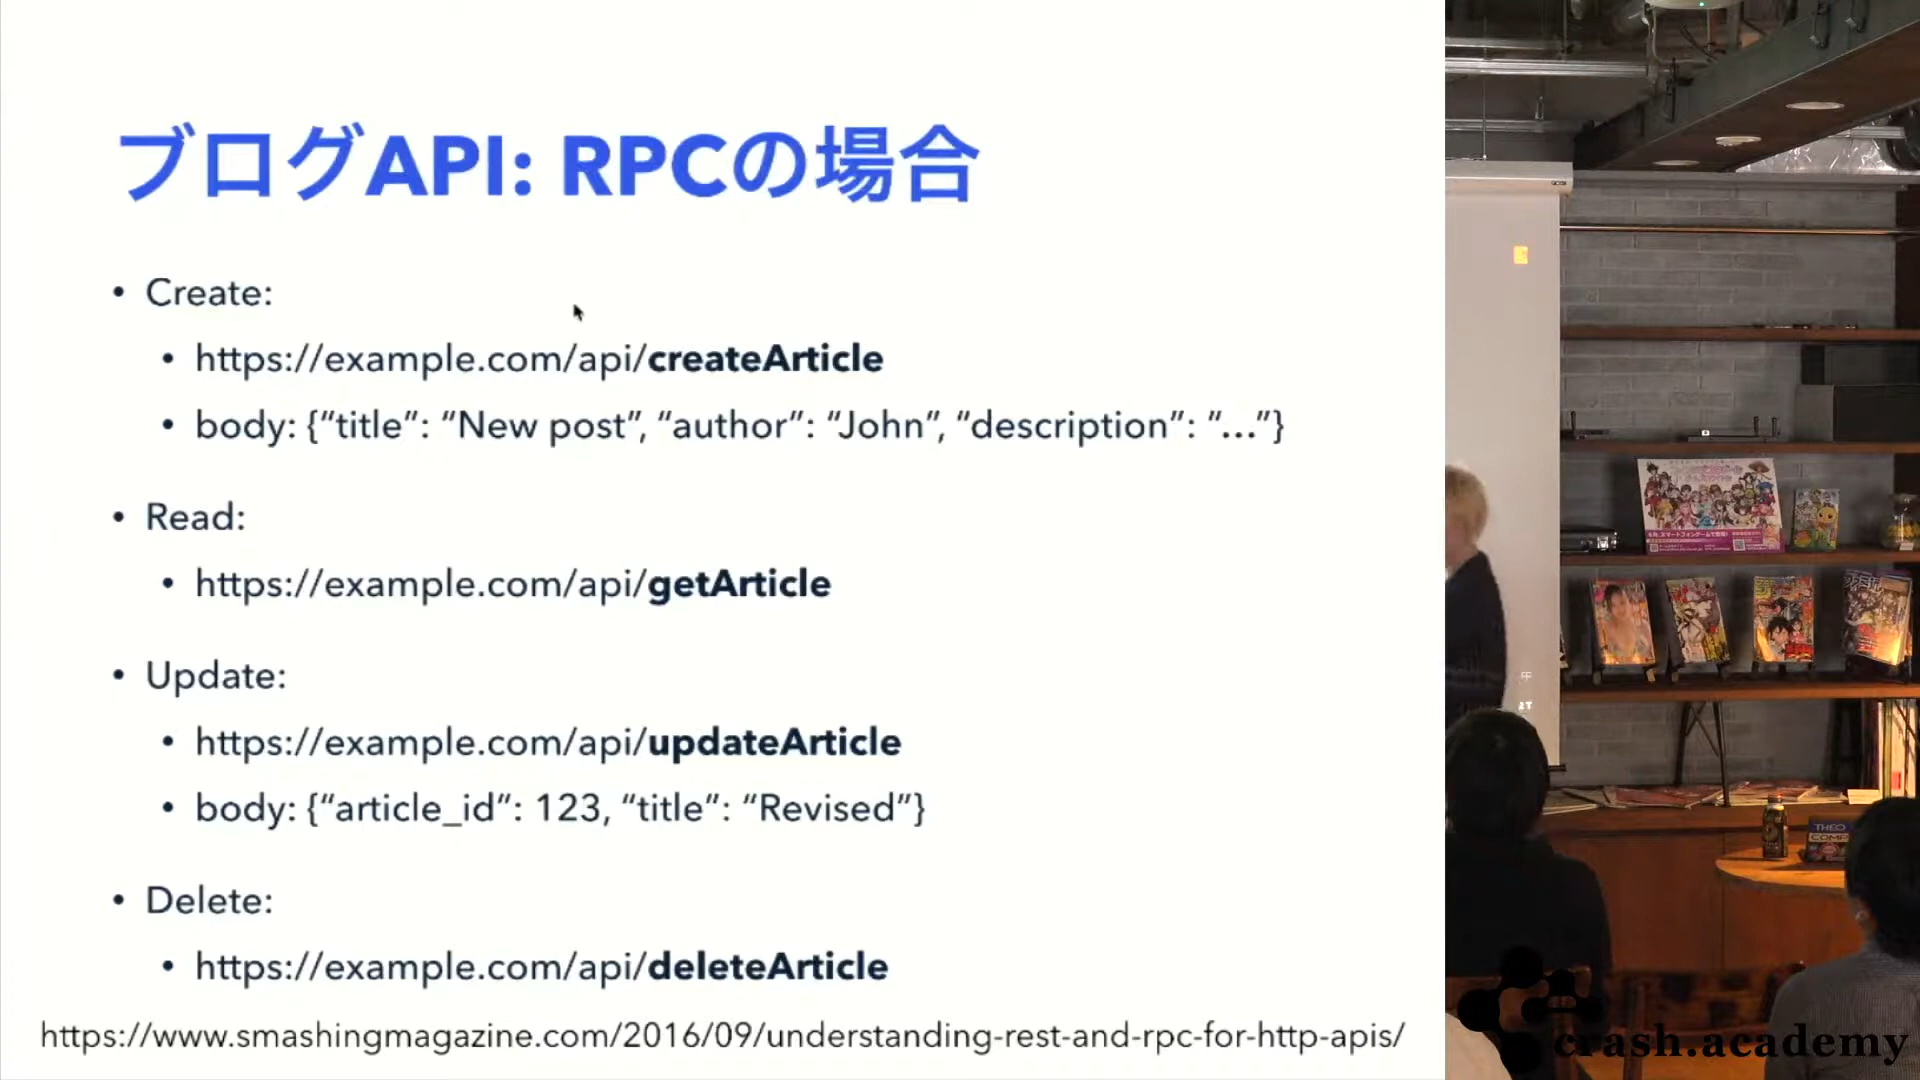 ブログAPI: RPCの場合
• Create:
• https://example.com/api/createArticle
• body: {“title”: “New post”, “author”: “John”, “description”: “...”}
• Read:
• https://example.com/api/getArticle
• Update:
• https://example.com/api/updateArticle
• body: {“article_id”: 123, “title”: “Revised”}
• Delete:
• https://example.com/api/deleteArticle
https://www.smashingmagazine.com/2016/09/understanding-rest-and-rpc-for-http-apis/
THEO
crash.academy